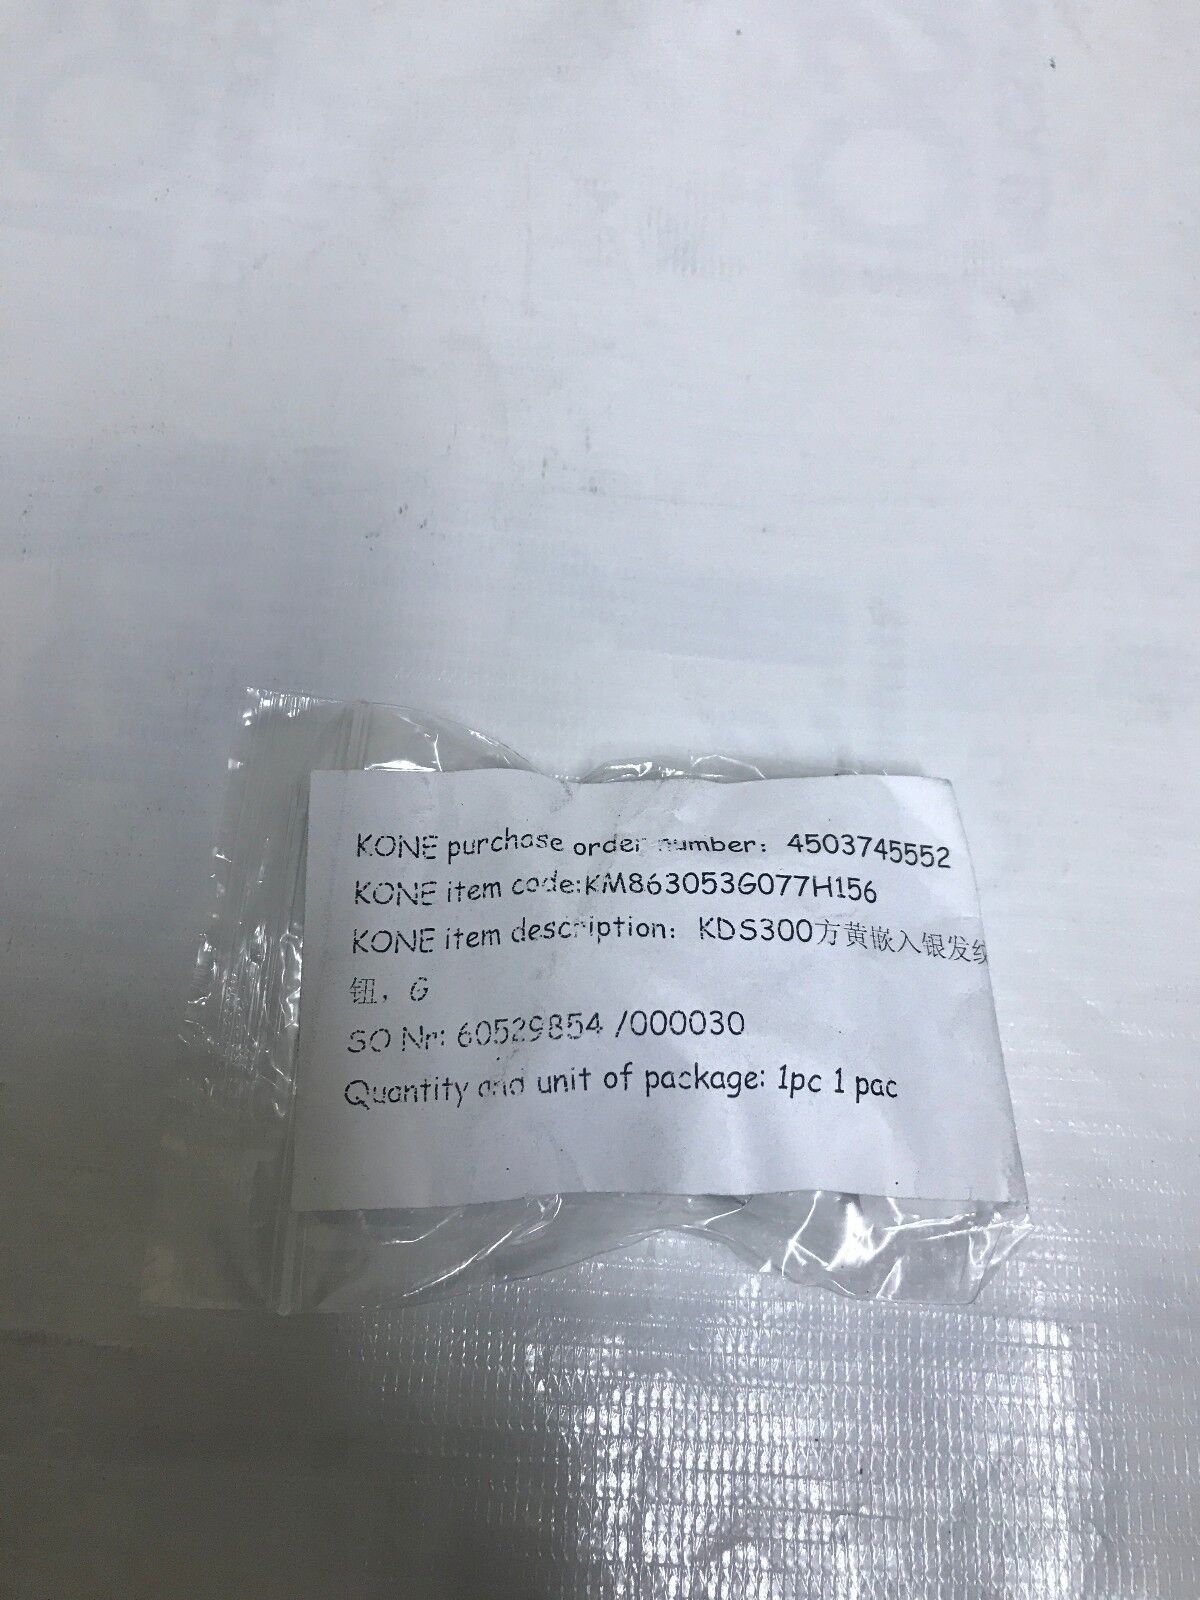 KONE purchase order number: 4503745552
KONE item code:KM863053G077H156
KONE item description: KDS300方黄嵌入银发纹
钮, G
SO Nr: 60529854 /000030
Quantity and unit of package: 1pc 1 pac